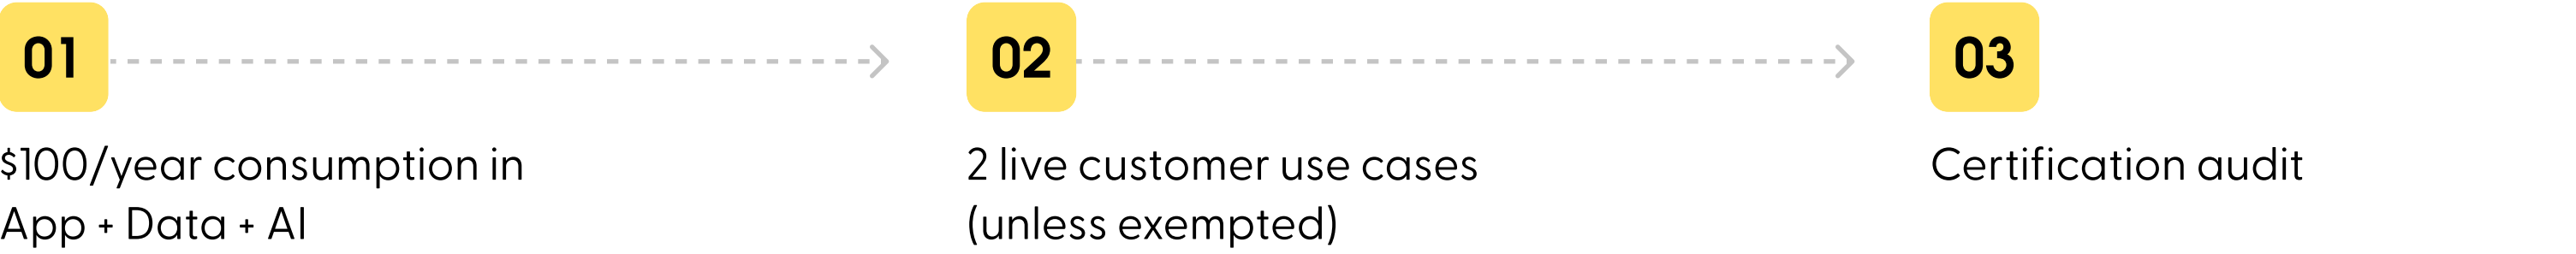 01
02
03
$100/year consumption in
App + Data + AI
2 live customer use cases
(unless exempted)
Certification audit